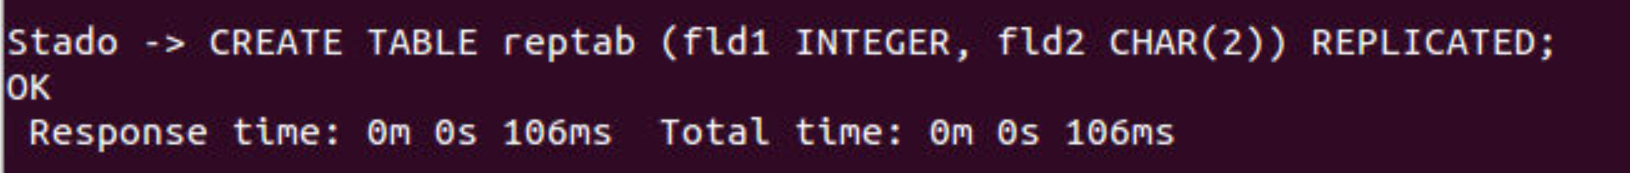 Stado -> CREATE TABLE reptab (fld1 INTEGER, fld2 CHAR(2)) REPLICATED;
OK
Response time: 0m 0s 106ms  Total time: 0m 0s 106ms